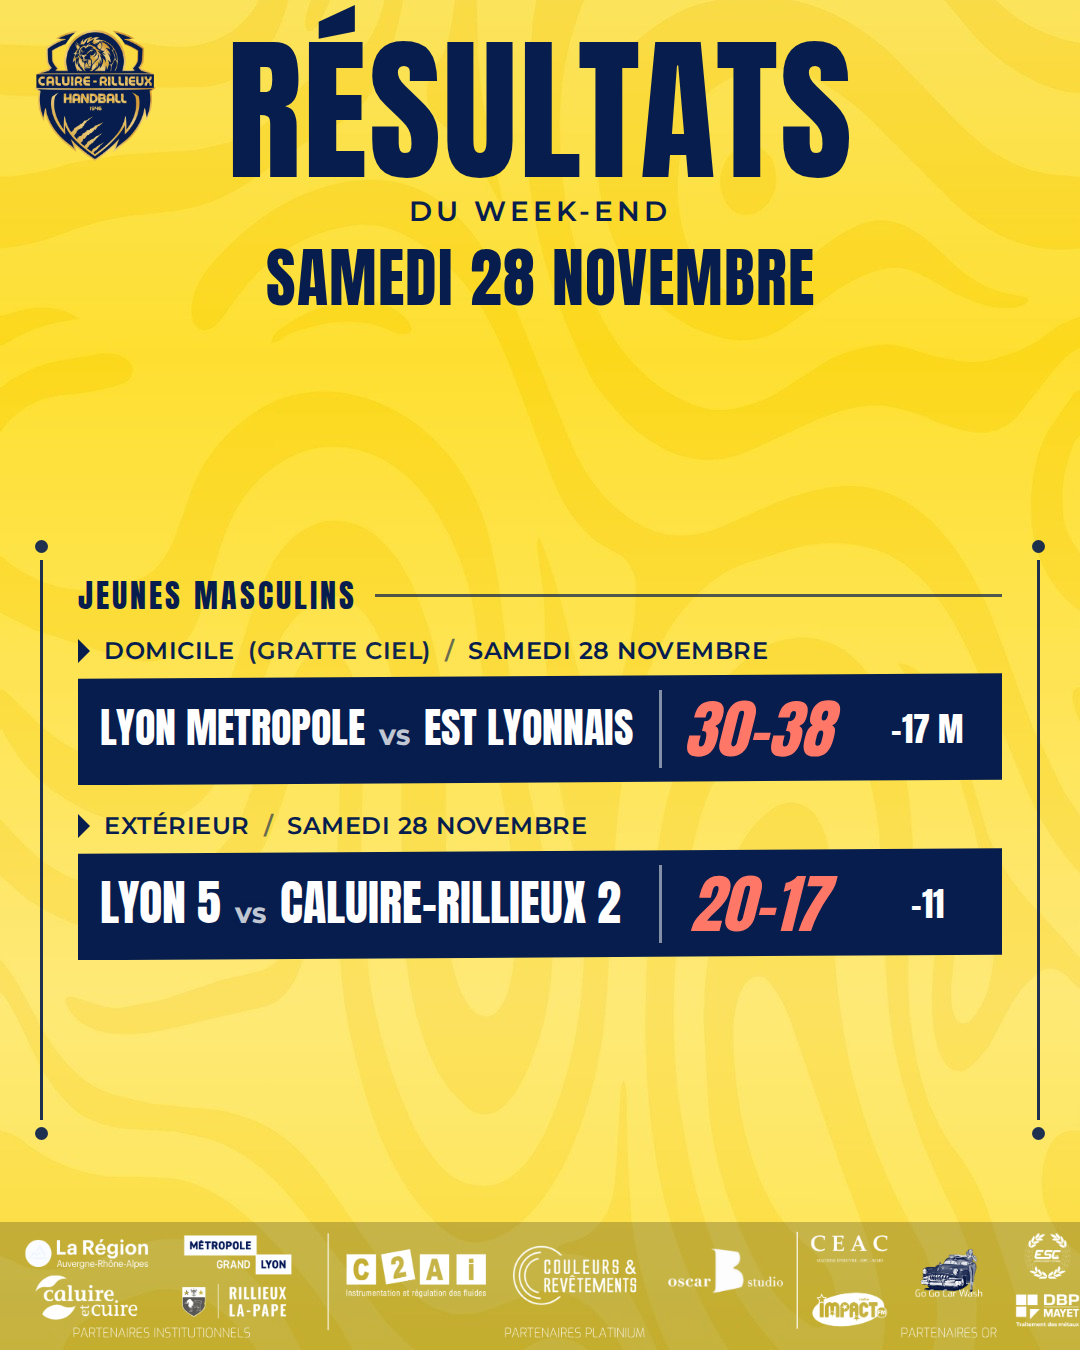 CALUIRE-RILLIEUX
HANDBALL
RÉSULTATS
DU WEEK-END
SAMEDI 28 NOVEMBRE
JEUNES MASCULINS
DOMICILE (GRATTE CIEL) / SAMEDI 28 NOVEMBRE
LYON METROPOLE vs EST LYONNAIS 30-38 -17 M
EXTÉRIEUR / SAMEDI 28 NOVEMBRE
LYON 5 vs CALUIRE-RILLIEUX 2 20-17 -11
La Région
Auvergne-Rhône-Alpes
MÉTROPOLE
GRAND LYON
caluire
et cuire
RILLIEUX
LA-PAPE
PARTENAIRES INSTITUTIONNELS
C2Ai
Instrumentation et régulation des fluides
COULEURS &
REVÊTEMENTS
oscar B studio
PARTENAIRES PLATINIUM
CEAC
IMPACT FM
Go Go Car Wash
ESC
DBP
MAYET
Traitement des métaux
PARTENAIRES OR